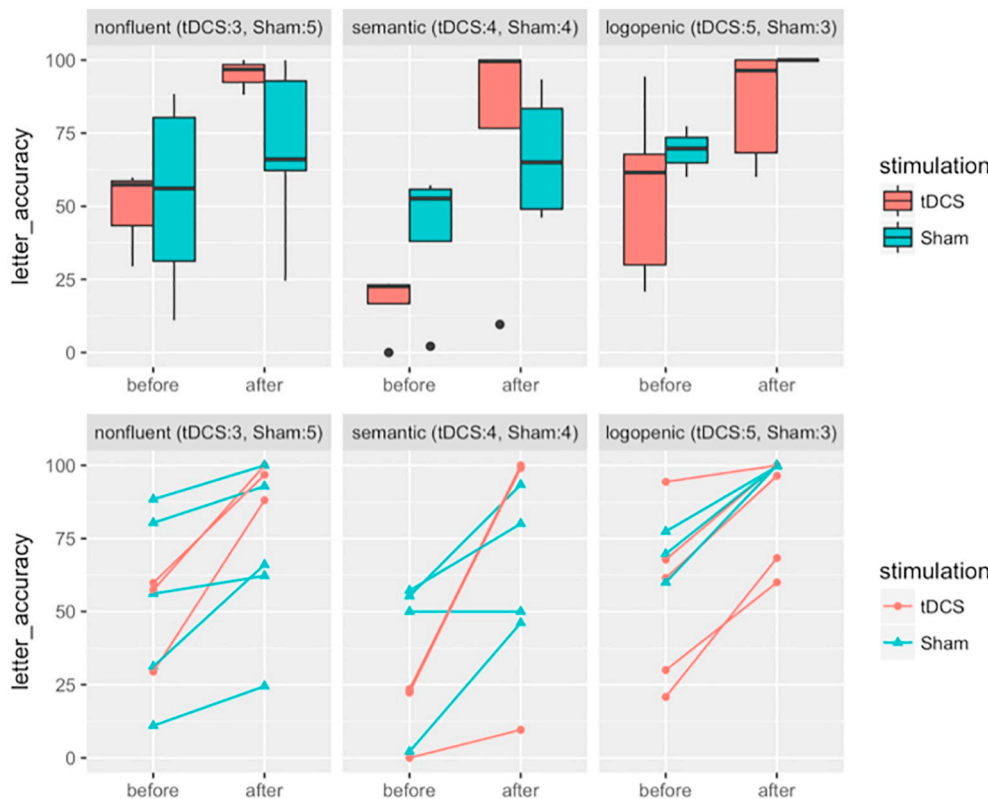 nonfluent (tDCS:3, Sham:5) semantic (tDCS:4, Sham:4) logopenic (tDCS:5, Sham:3)
100
75
50
25
0
letter_accuracy
before after before after before after
stimulation
tDCS
Sham
nonfluent (tDCS:3, Sham:5) semantic (tDCS:4, Sham:4) logopenic (tDCS:5, Sham:3)
100
75
50
25
0
letter_accuracy
before after before after before after
stimulation
tDCS
Sham